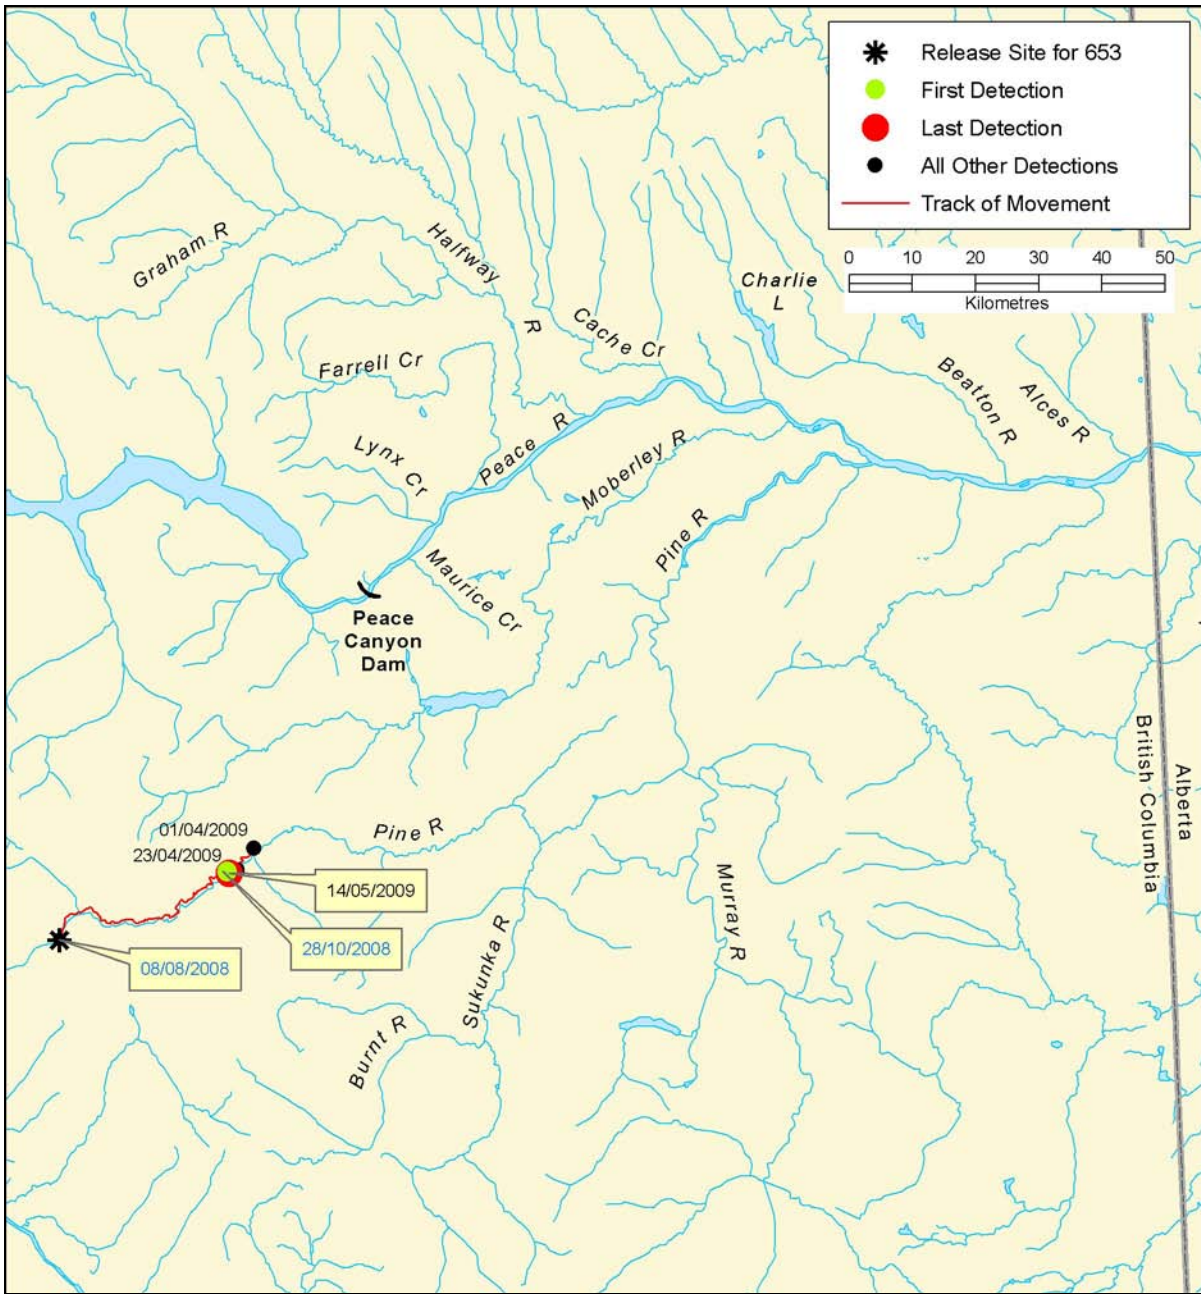 Release Site for 653
First Detection
Last Detection
All Other Detections
Track of Movement
0 10 20 30 40 50
Kilometres
Graham R
Halfway
R
Charlie
L
Cache Cr
Farrell Cr
Beatton R
Alces R
Lynx Cr
Peace R
Moberley R
Pine R
Maurice Cr
Peace
Canyon
Dam
British Columbia
Alberta
01/04/2009
23/04/2009
Pine R
14/05/2009
28/10/2008
08/08/2008
Murray R
Sukunka R
Burnt R